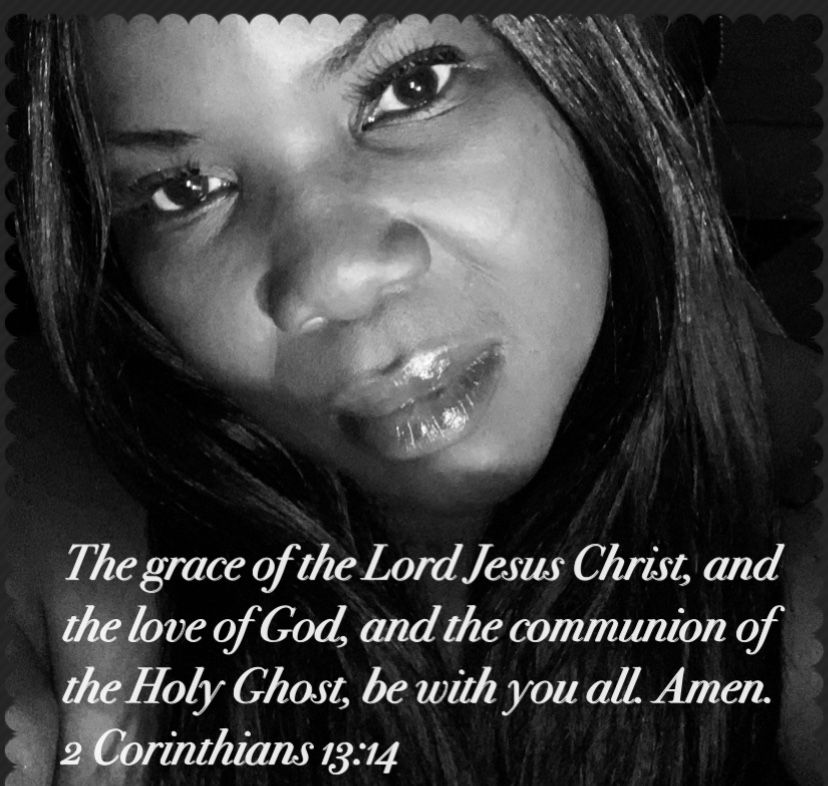 The grace of the Lord Jesus Christ, and
the love of God, and the communion of
the Holy Ghost, be with you all. Amen.
2 Corinthians 13:14